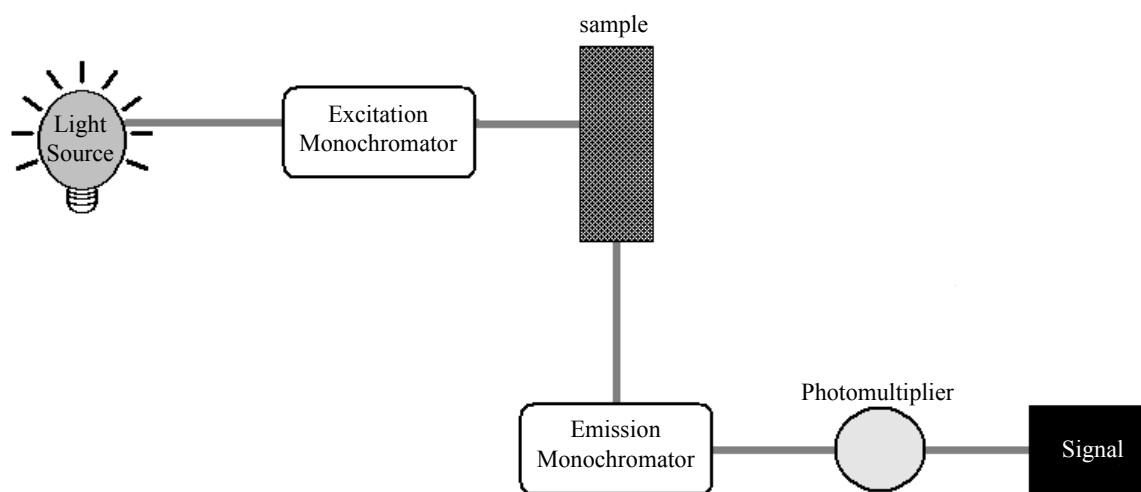 sample
Light
Source
Excitation
Monochromator
Photomultiplier
Emission
Monochromator
Signal